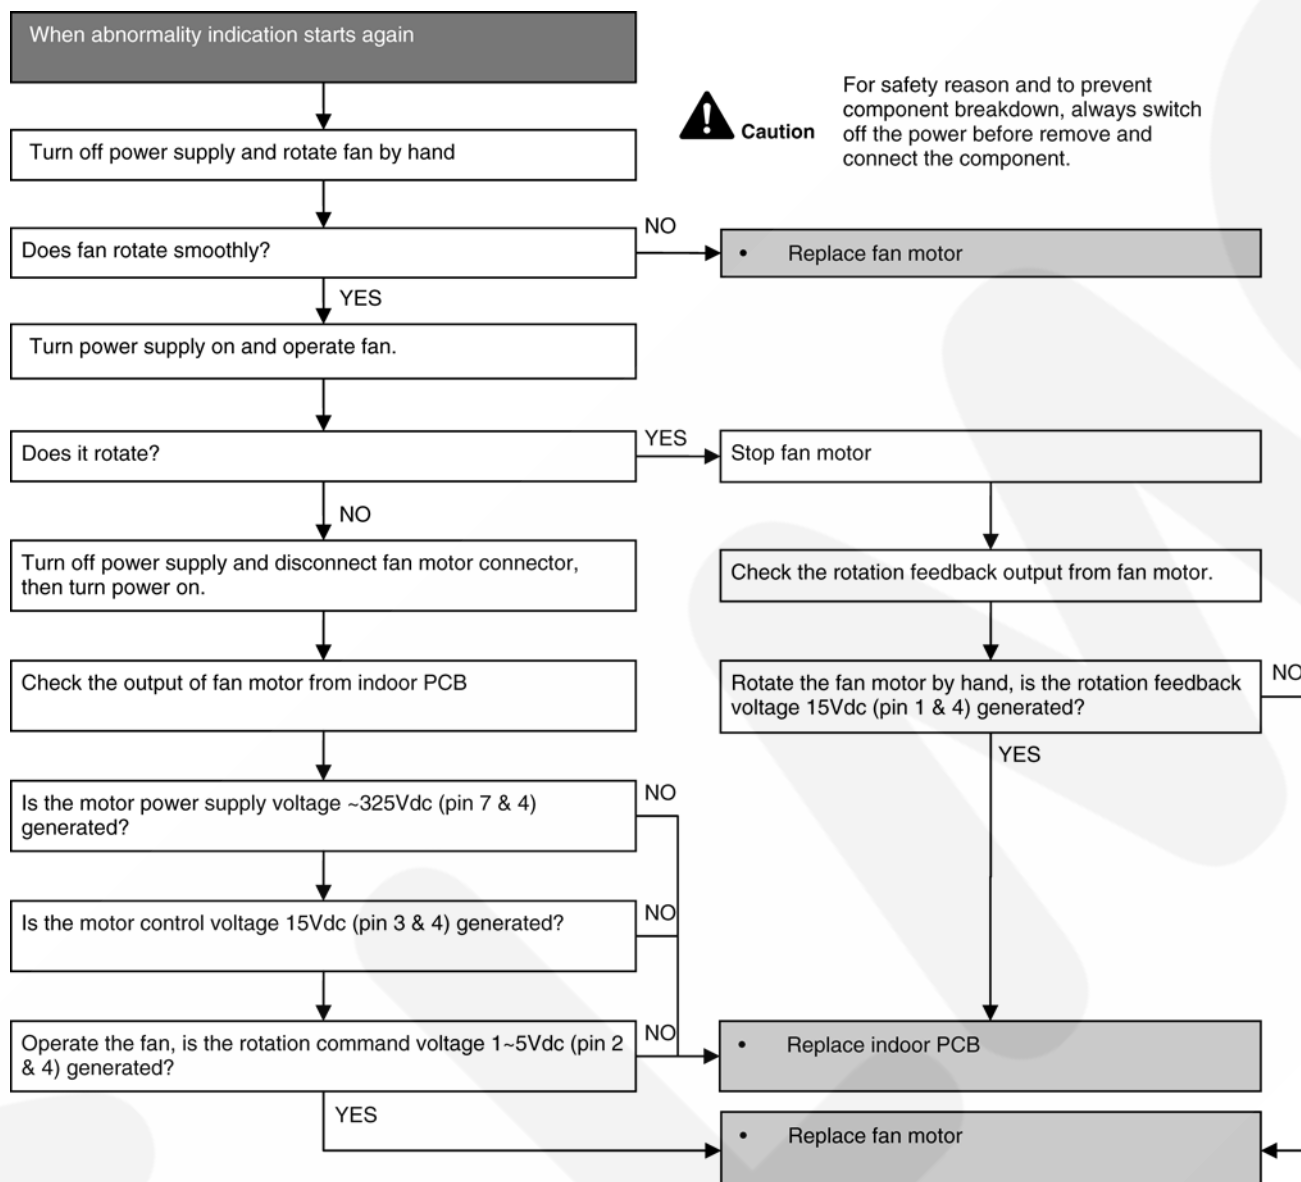 When abnormality indication starts again
For safety reason and to prevent
component breakdown, always switch
off the power before remove and
connect the component.
Caution
Turn off power supply and rotate fan by hand
Does fan rotate smoothly?
NO
• Replace fan motor
YES
Turn power supply on and operate fan.
Does it rotate?
YES
Stop fan motor
NO
Turn off power supply and disconnect fan motor connector,
then turn power on.
Check the rotation feedback output from fan motor.
Check the output of fan motor from indoor PCB
Rotate the fan motor by hand, is the rotation feedback
voltage 15Vdc (pin 1 & 4) generated?
NO
YES
Is the motor power supply voltage ~325Vdc (pin 7 & 4)
generated?
NO
Is the motor control voltage 15Vdc (pin 3 & 4) generated?
NO
Operate the fan, is the rotation command voltage 1~5Vdc (pin 2
& 4) generated?
NO
• Replace indoor PCB
YES
• Replace fan motor